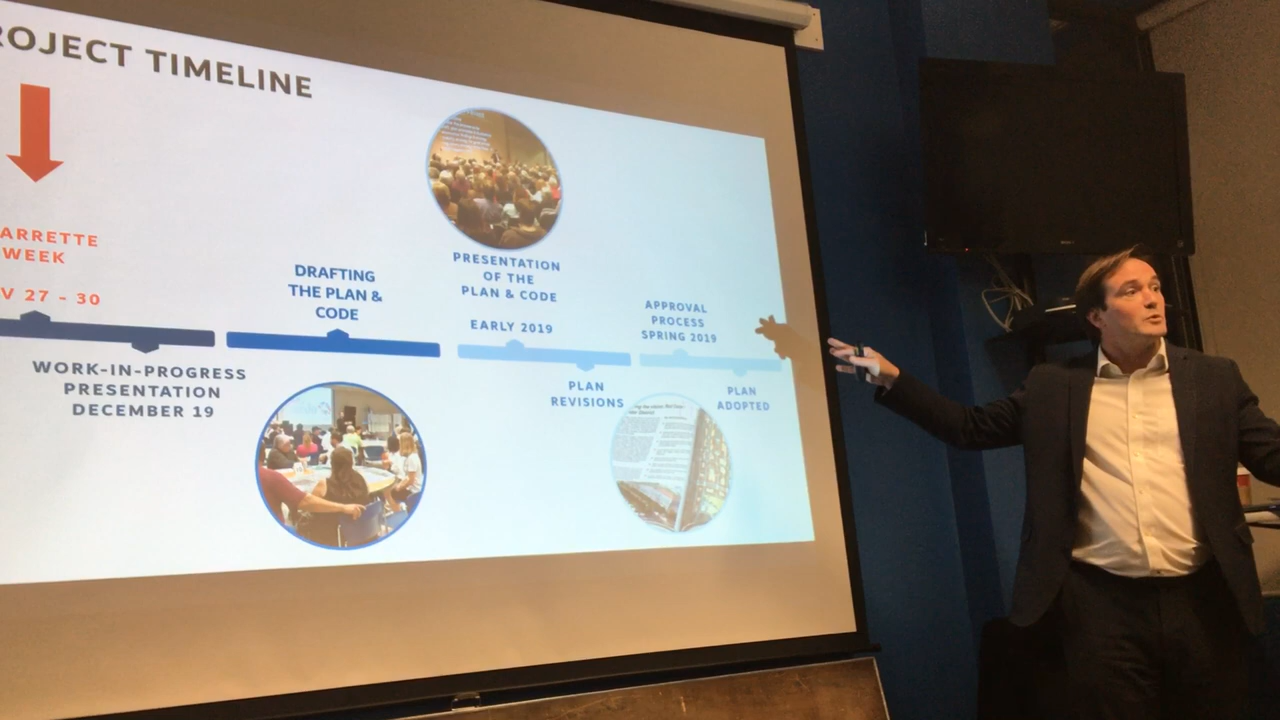 ROJECT TIMELINE
ARRETTE
WEEK
V 27 - 30
WORK-IN-PROGRESS
PRESENTATION
DECEMBER 19
DRAFTING
THE PLAN &
CODE
PRESENTATION
OF THE
PLAN & CODE
EARLY 2019
PLAN
REVISIONS
APPROVAL
PROCESS
SPRING 2019
PLAN
ADOPTED